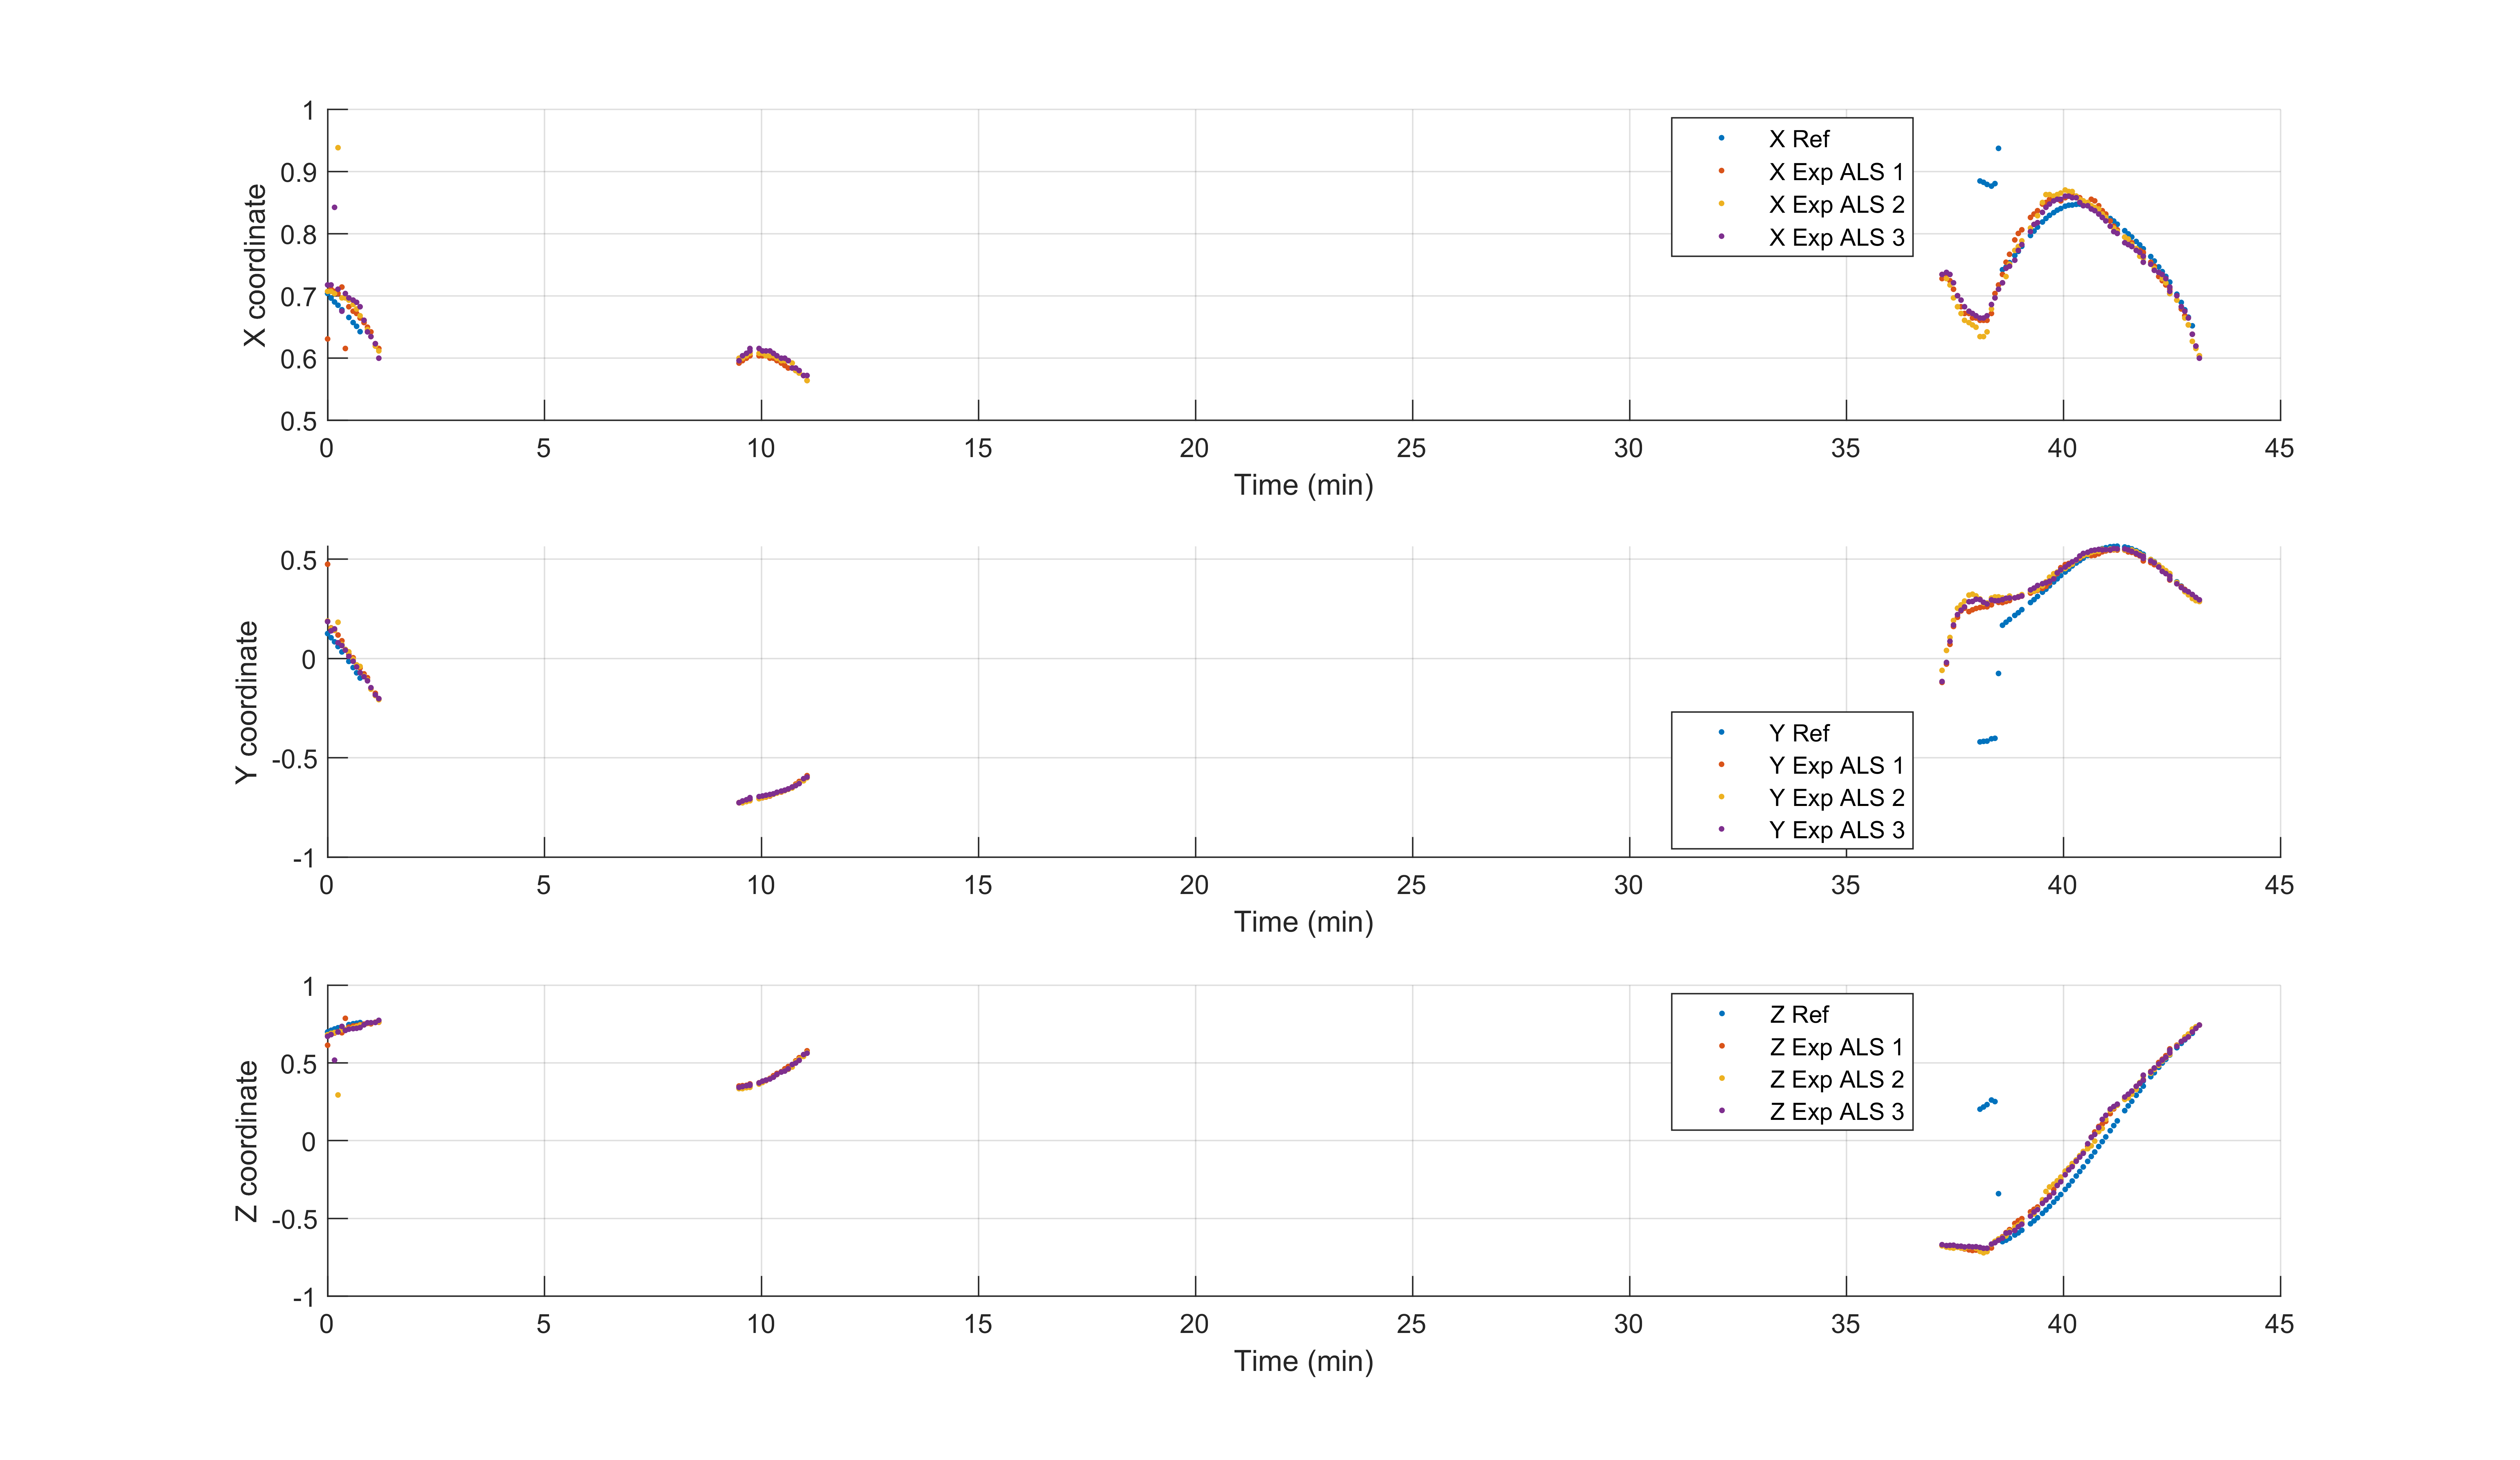 1
0.9
0.8
0.7
0.6
0.5
X coordinate
X Ref
X Exp ALS 1
X Exp ALS 2
X Exp ALS 3
0 5 10 15 20 25 30 35 40 45
Time (min)
0.5
0
-0.5
-1
Y coordinate
Y Ref
Y Exp ALS 1
Y Exp ALS 2
Y Exp ALS 3
0 5 10 15 20 25 30 35 40 45
Time (min)
1
0.5
0
-0.5
-1
Z coordinate
Z Ref
Z Exp ALS 1
Z Exp ALS 2
Z Exp ALS 3
0 5 10 15 20 25 30 35 40 45
Time (min)